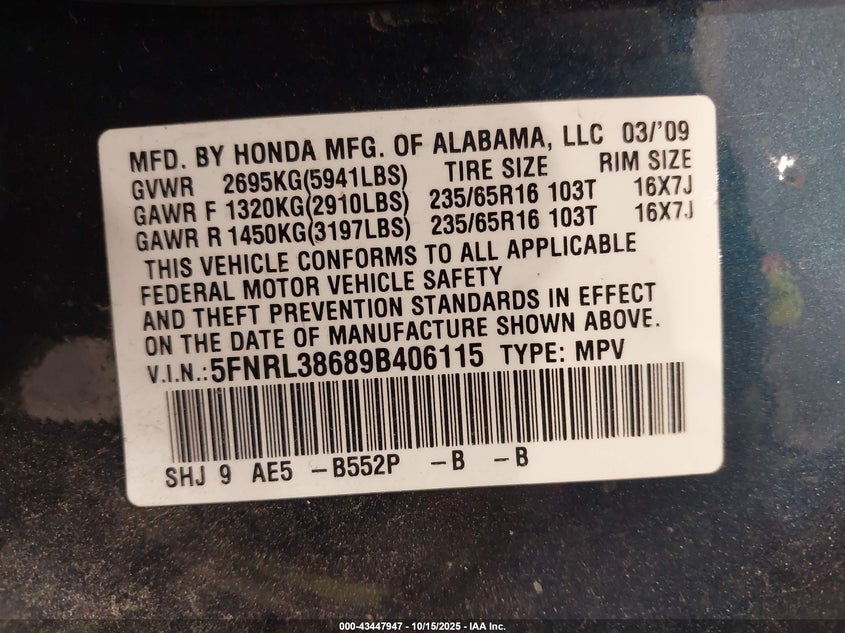 MFD. BY HONDA MFG. OF ALABAMA, LLC 03/'09
GVWR 2695KG(5941LBS) TIRE SIZE RIM SIZE
GAWR F 1320KG(2910LBS) 235/65R16 103T 16X7J
GAWR R 1450KG(3197LBS) 235/65R16 103T 16X7J
THIS VEHICLE CONFORMS TO ALL APPLICABLE
FEDERAL MOTOR VEHICLE SAFETY
AND THEFT PREVENTION STANDARDS IN EFFECT
ON THE DATE OF MANUFACTURE SHOWN ABOVE.
V.I.N.:5FNRL38689B406115 TYPE: MPV
SHJ 9 AE5 -B552P -B -B
000-43447947 - 10/15/2025 - IAA Inc.